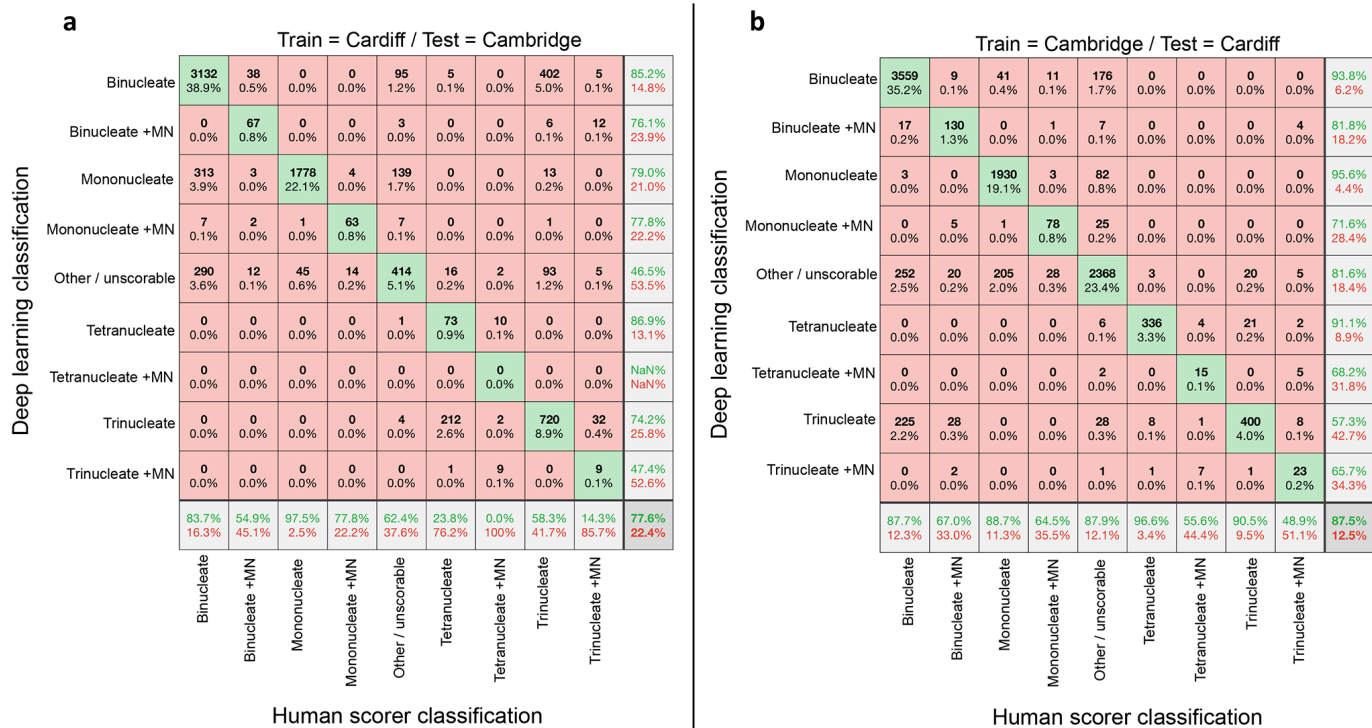 a
Train = Cardiff / Test = Cambridge
Deep learning classification
Binucleate 3132 38 0 0 95 5 0 402 5 85.2%
38.9% 0.5% 0.0% 0.0% 1.2% 0.1% 0.0% 5.0% 0.1% 14.8%
Binucleate +MN 0 67 0 0 3 0 0 6 12 76.1%
0.0% 0.8% 0.0% 0.0% 0.0% 0.0% 0.0% 0.1% 0.1% 23.9%
Mononucleate 313 3 1778 4 139 0 0 13 0 79.0%
3.9% 0.0% 22.1% 0.0% 1.7% 0.0% 0.0% 0.2% 0.0% 21.0%
Mononucleate +MN 7 2 1 63 7 0 0 1 0 77.8%
0.1% 0.0% 0.0% 0.8% 0.1% 0.0% 0.0% 0.0% 0.0% 22.2%
Other / unscorable 290 12 45 14 414 16 2 93 5 46.5%
3.6% 0.1% 0.6% 0.2% 5.1% 0.2% 0.0% 1.2% 0.1% 53.5%
Tetranucleate 0 0 0 0 1 73 10 0 0 86.9%
0.0% 0.0% 0.0% 0.0% 0.0% 0.9% 0.1% 0.0% 0.0% 13.1%
Tetranucleate +MN 0 0 0 0 0 0 0 0 0 NaN%
0.0% 0.0% 0.0% 0.0% 0.0% 0.0% 0.0% 0.0% 0.0% NaN%
Trinucleate 0 0 0 0 4 212 2 720 32 74.2%
0.0% 0.0% 0.0% 0.0% 0.0% 2.6% 0.0% 8.9% 0.4% 25.8%
Trinucleate +MN 0 0 0 0 0 1 9 0 9 47.4%
0.0% 0.0% 0.0% 0.0% 0.0% 0.0% 0.1% 0.0% 0.1% 52.6%
83.7% 54.9% 97.5% 77.8% 62.4% 23.8% 0.0% 58.3% 14.3% 77.6%
16.3% 45.1% 2.5% 22.2% 37.6% 76.2% 100% 41.7% 85.7% 22.4%
Binucleate
Binucleate +MN
Mononucleate
Mononucleate +MN
Other / unscorable
Tetranucleate
Tetranucleate +MN
Trinucleate
Trinucleate +MN
Human scorer classification
b
Train = Cambridge / Test = Cardiff
Deep learning classification
Binucleate 3559 9 41 11 176 0 0 0 0 93.8%
35.2% 0.1% 0.4% 0.1% 1.7% 0.0% 0.0% 0.0% 0.0% 6.2%
Binucleate +MN 17 130 0 1 7 0 0 0 4 81.8%
0.2% 1.3% 0.0% 0.0% 0.1% 0.0% 0.0% 0.0% 0.0% 18.2%
Mononucleate 3 0 1930 3 82 0 0 0 0 95.6%
0.0% 0.0% 19.1% 0.0% 0.8% 0.0% 0.0% 0.0% 0.0% 4.4%
Mononucleate +MN 0 5 1 78 25 0 0 0 0 71.6%
0.0% 0.0% 0.0% 0.8% 0.2% 0.0% 0.0% 0.0% 0.0% 28.4%
Other / unscorable 252 20 205 28 2368 3 0 20 5 81.6%
2.5% 0.2% 2.0% 0.3% 23.4% 0.0% 0.0% 0.2% 0.0% 18.4%
Tetranucleate 0 0 0 0 6 336 4 21 2 91.1%
0.0% 0.0% 0.0% 0.0% 0.1% 3.3% 0.0% 0.2% 0.0% 8.9%
Tetranucleate +MN 0 0 0 0 2 0 15 0 5 68.2%
0.0% 0.0% 0.0% 0.0% 0.0% 0.0% 0.1% 0.0% 0.0% 31.8%
Trinucleate 225 28 0 0 28 8 1 400 8 57.3%
2.2% 0.3% 0.0% 0.0% 0.3% 0.1% 0.0% 4.0% 0.1% 42.7%
Trinucleate +MN 0 2 0 0 1 1 7 1 23 65.7%
0.0% 0.0% 0.0% 0.0% 0.0% 0.0% 0.1% 0.0% 0.2% 34.3%
87.7% 67.0% 88.7% 64.5% 87.9% 96.6% 55.6% 90.5% 48.9% 87.5%
12.3% 33.0% 11.3% 35.5% 12.1% 3.4% 44.4% 9.5% 51.1% 12.5%
Binucleate
Binucleate +MN
Mononucleate
Mononucleate +MN
Other / unscorable
Tetranucleate
Tetranucleate +MN
Trinucleate
Trinucleate +MN
Human scorer classification